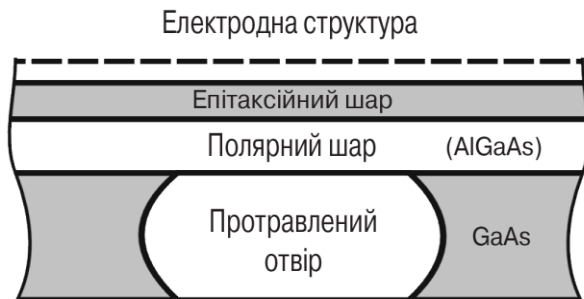 Електродна структура
Епітаксійний шар
Полярний шар (AlGaAs)
Протравлений
отвір
GaAs